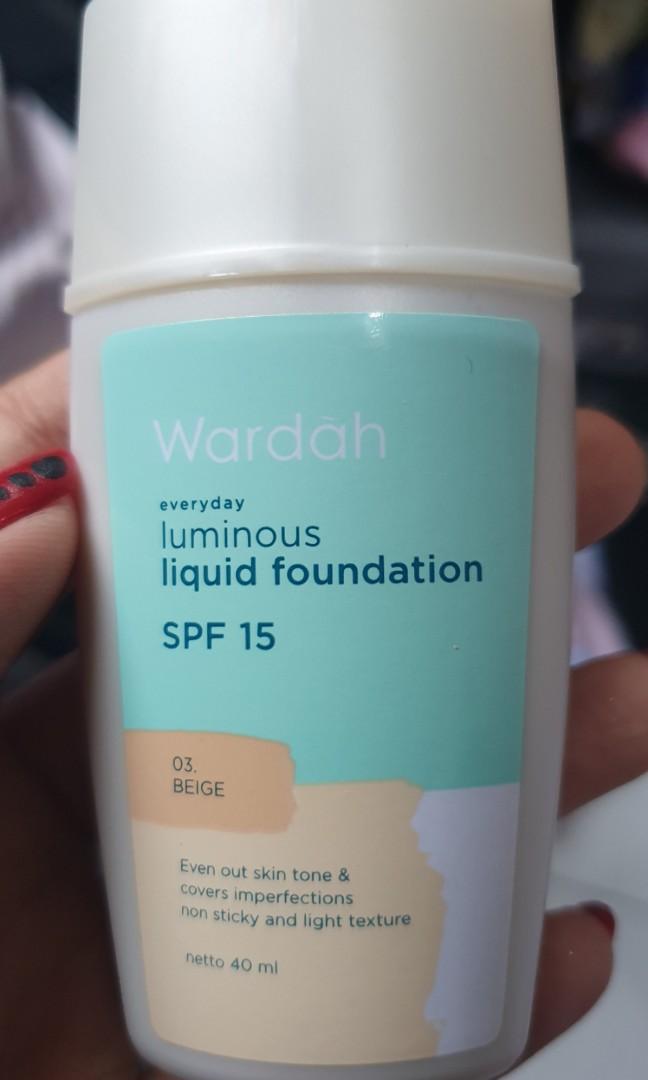 Wardàh
everyday
luminous
liquid foundation
SPF 15
03.
BEIGE
Even out skin tone &
covers imperfections
non sticky and light texture
netto 40 ml